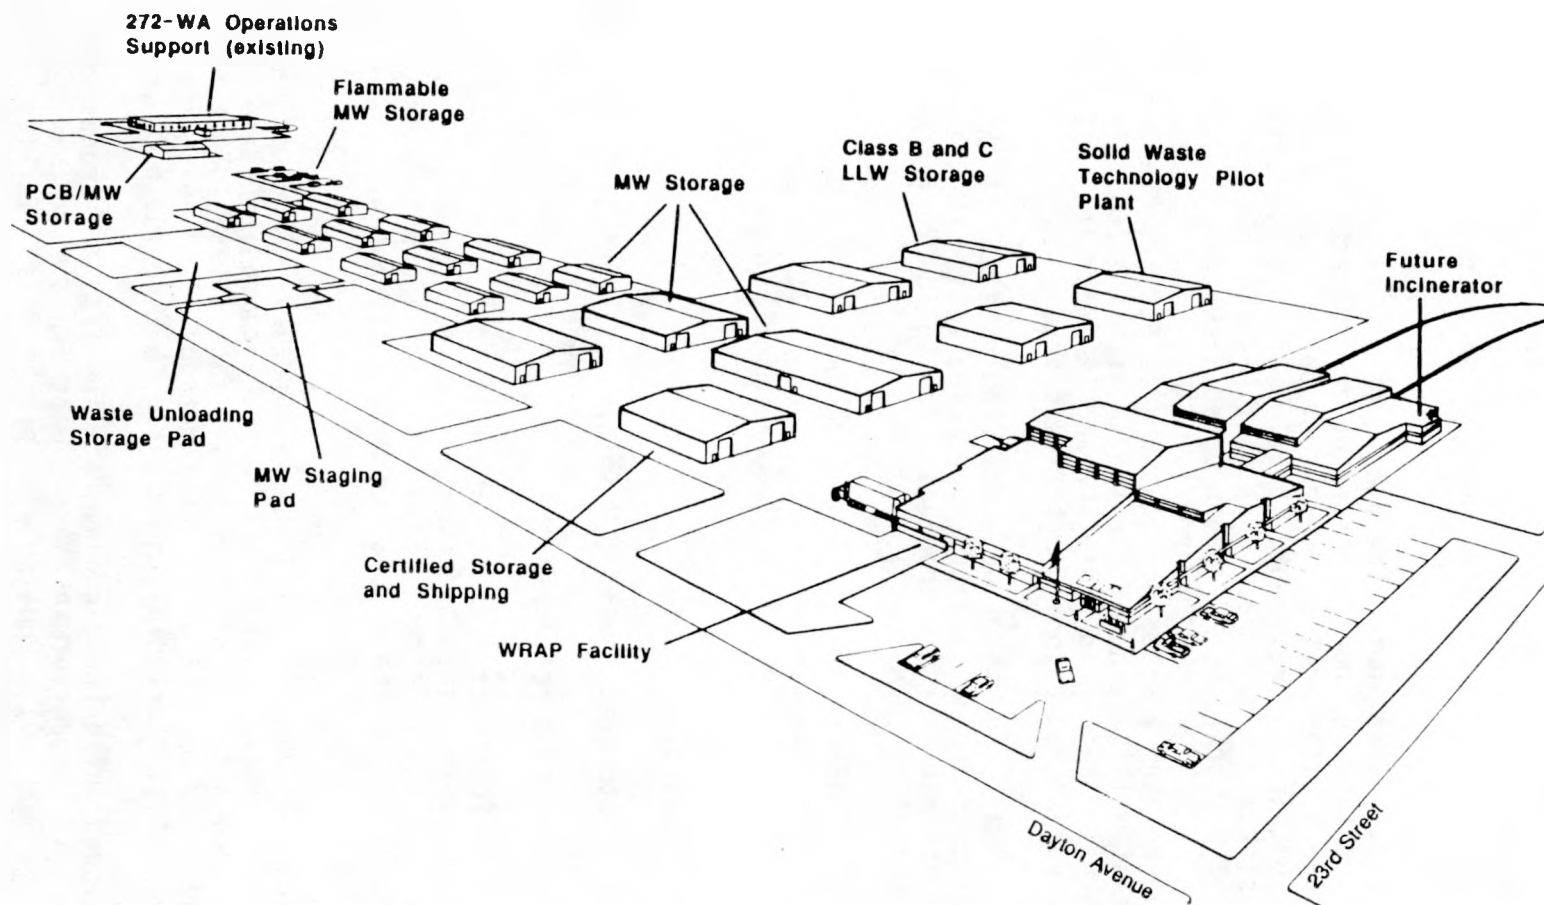 272-WA Operations
Support (existing)
Flammable
MW Storage
PCB/MW
Storage
MW Storage
Class B and C
LLW Storage
Solid Waste
Technology Pilot
Plant
Future
Incinerator
Waste Unloading
Storage Pad
MW Staging
Pad
Certified Storage
and Shipping
WRAP Facility
Dayton Avenue
23rd Street